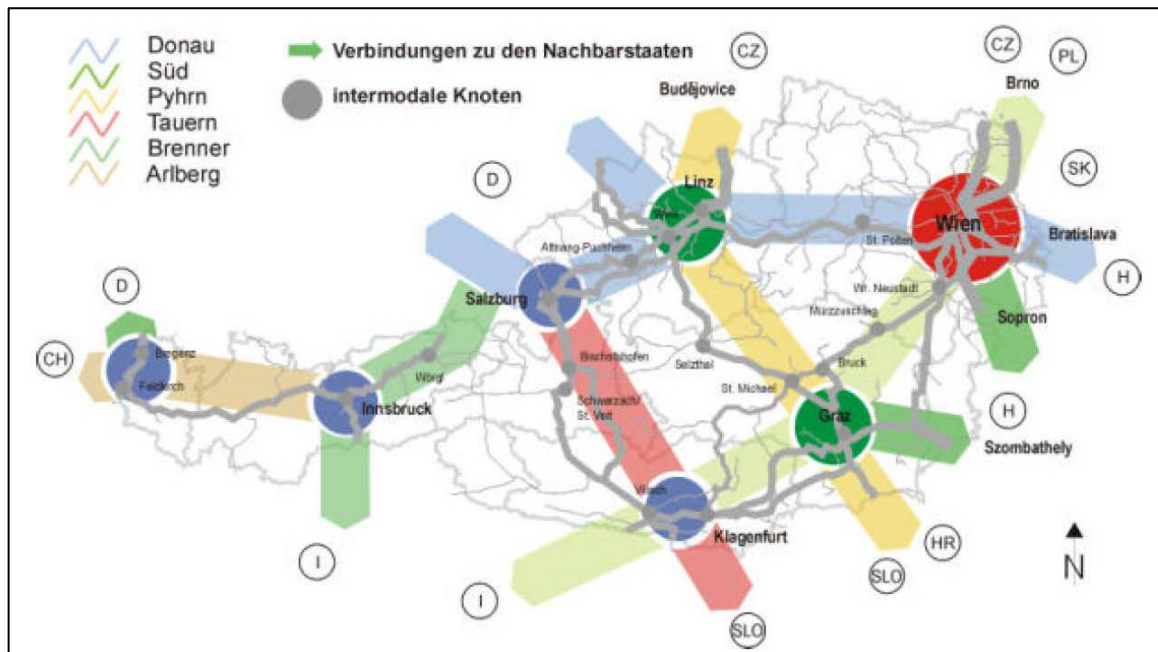 Donau
Süd
Pyhrn
Tauern
Brenner
Arlberg
Verbindungen zu den Nachbarstaaten
intermodale Knoten
CZ
Budějovice
CZ
PL
Brno
D
Linz
Wels
SK
Wien
St. Pölten
Bratislava
Attnang-Puchheim
H
Wr. Neustadt
Salzburg
Sopron
Mürzzuschlag
D
CH
Bregenz
Feldkirch
Wörgl
Innsbruck
Bischofshofen
Selzthal
Bruck
St. Michael
Schwarzach/
St. Veit
Graz
H
Szombathely
Villach
Klagenfurt
I
I
HR
SLO
SLO
N